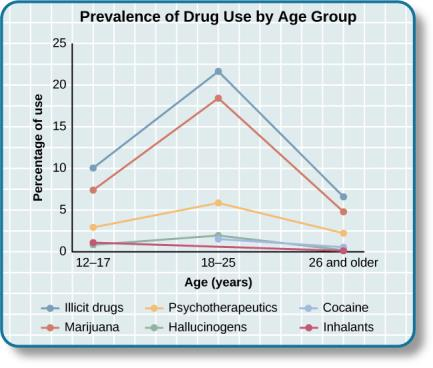 Prevalence of Drug Use by Age Group
25
20
15
10
5
0
Percentage of use
12–17 18–25 26 and older
Age (years)
Illicit drugs Psychotherapeutics Cocaine
Marijuana Hallucinogens Inhalants